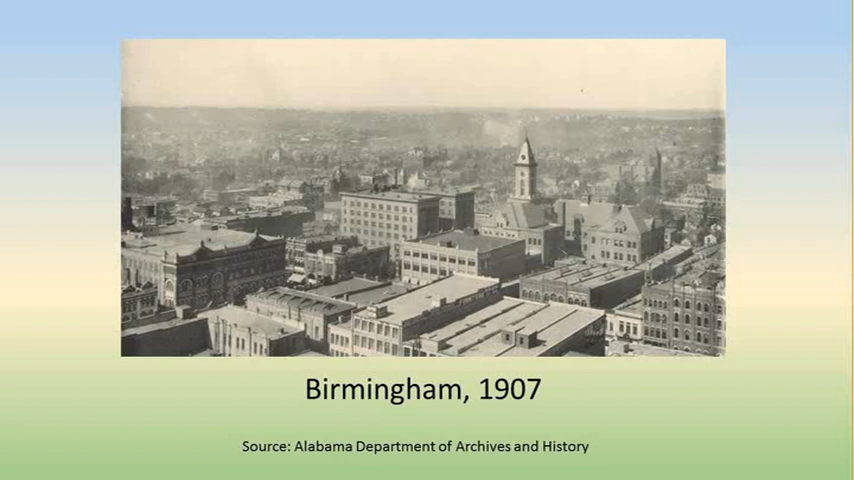 Birmingham, 1907
Source: Alabama Department of Archives and History